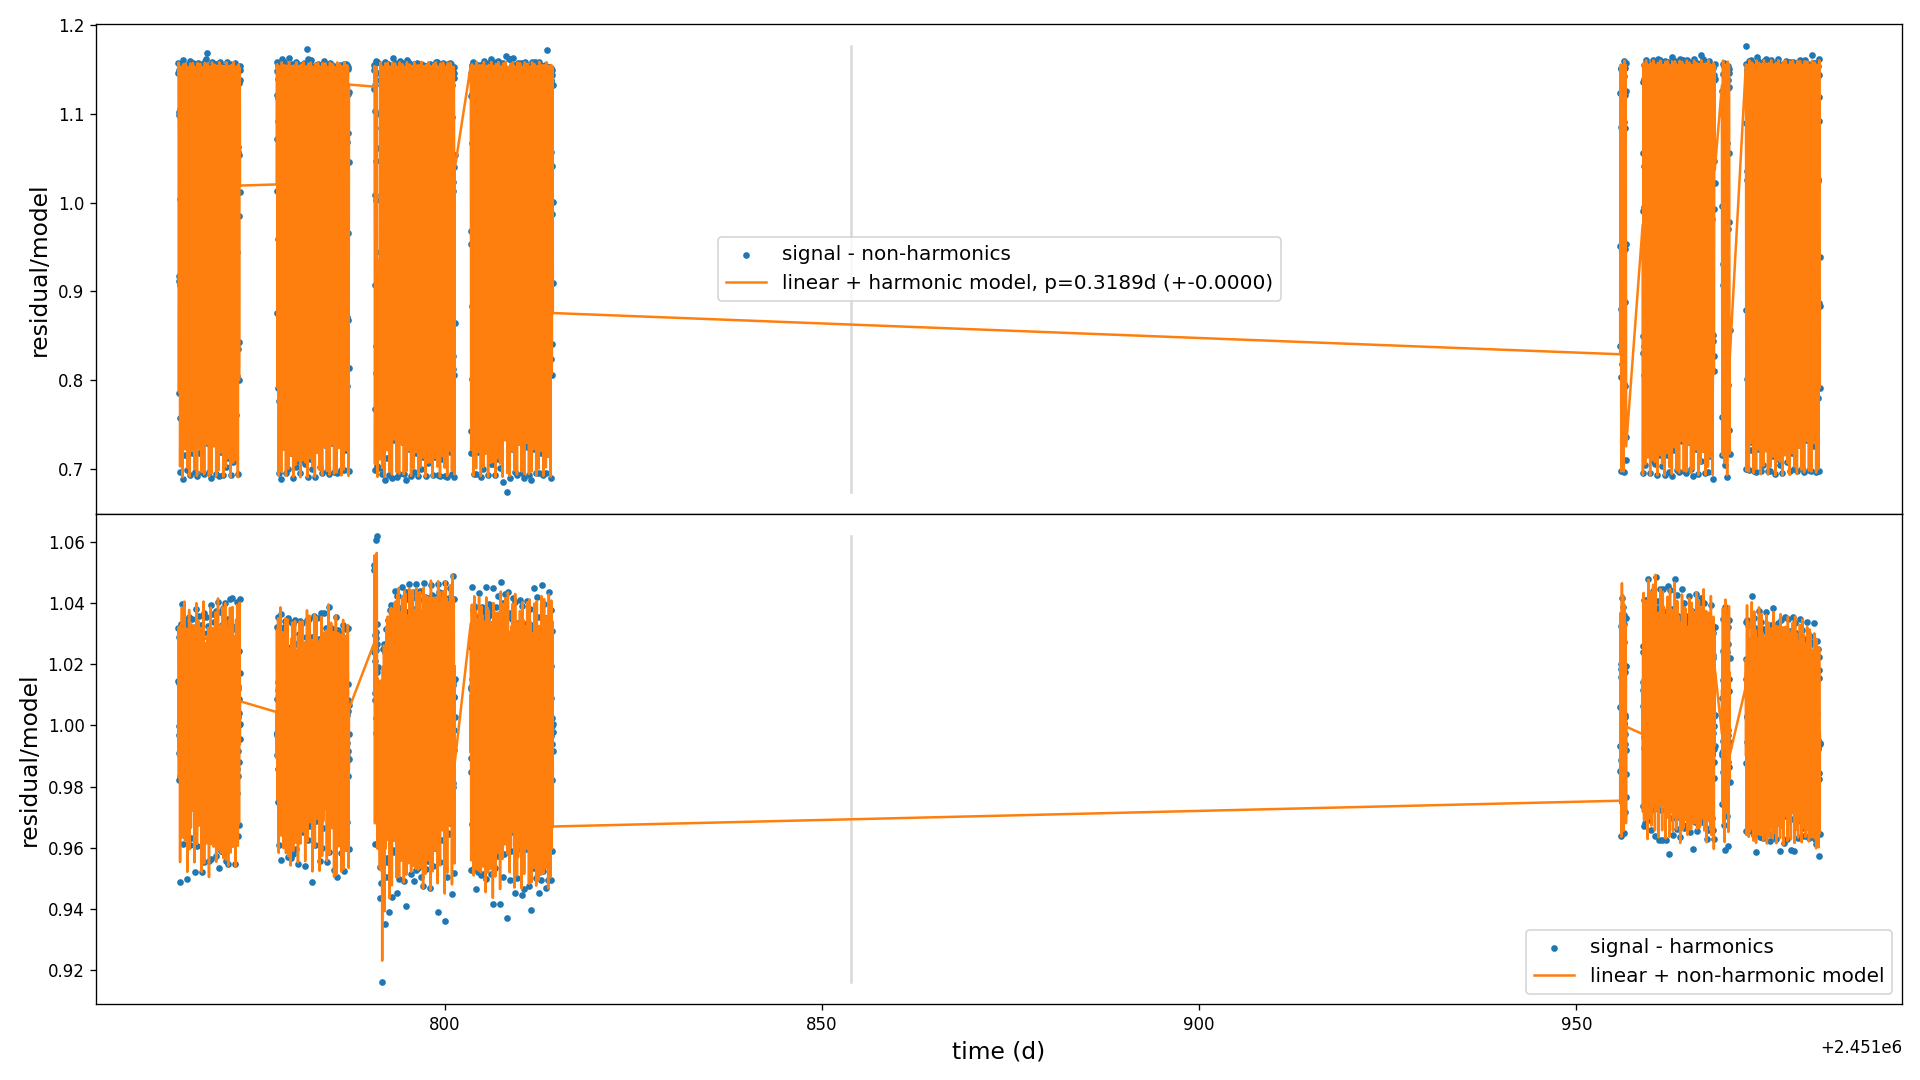 1.2
1.1
1.0
0.9
0.8
0.7
residual/model
signal - non-harmonics
linear + harmonic model, p=0.3189d (+-0.0000)
1.06
1.04
1.02
1.00
0.98
0.96
0.94
0.92
residual/model
signal - harmonics
linear + non-harmonic model
800
850
900
950
time (d)
+2.451e6